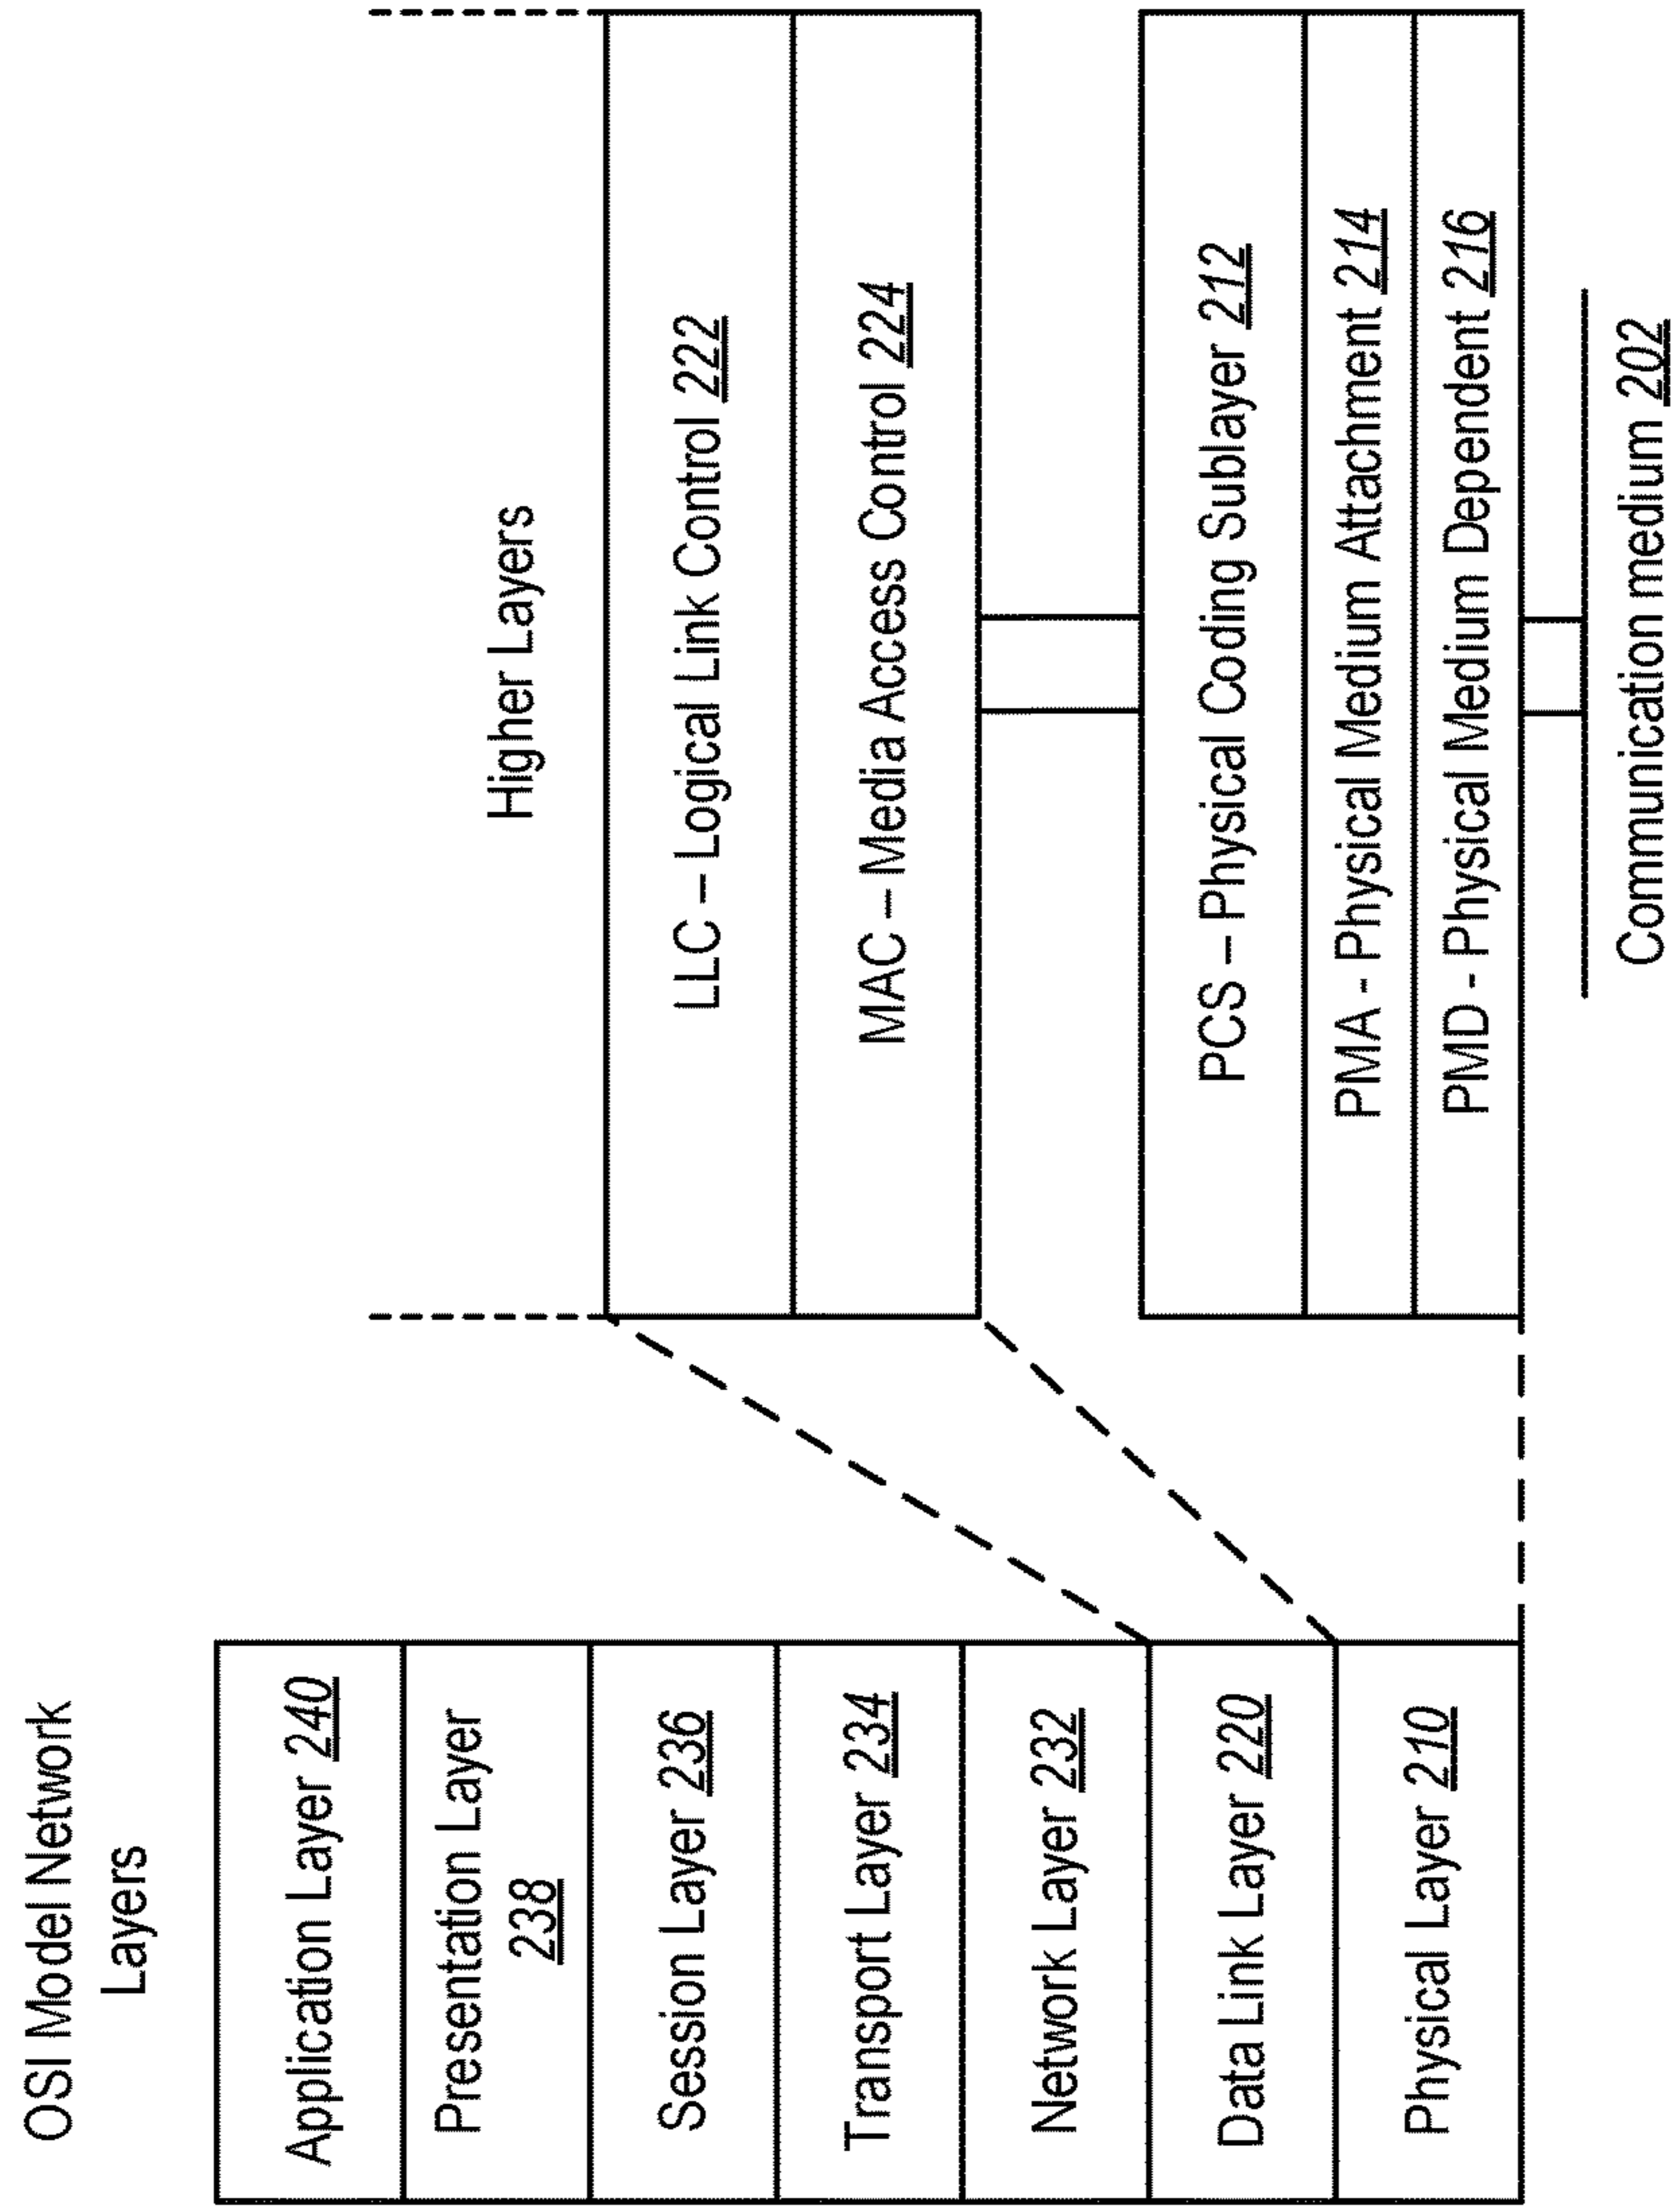 OSI Model Network
Layers
Application Layer 240
Presentation Layer
238
Session Layer 236
Transport Layer 234
Network Layer 232
Data Link Layer 220
Physical Layer 210
Higher Layers
LLC – Logical Link Control 222
MAC – Media Access Control 224
PCS – Physical Coding Sublayer 212
PMA - Physical Medium Attachment 214
PMD - Physical Medium Dependent 216
Communication medium 202